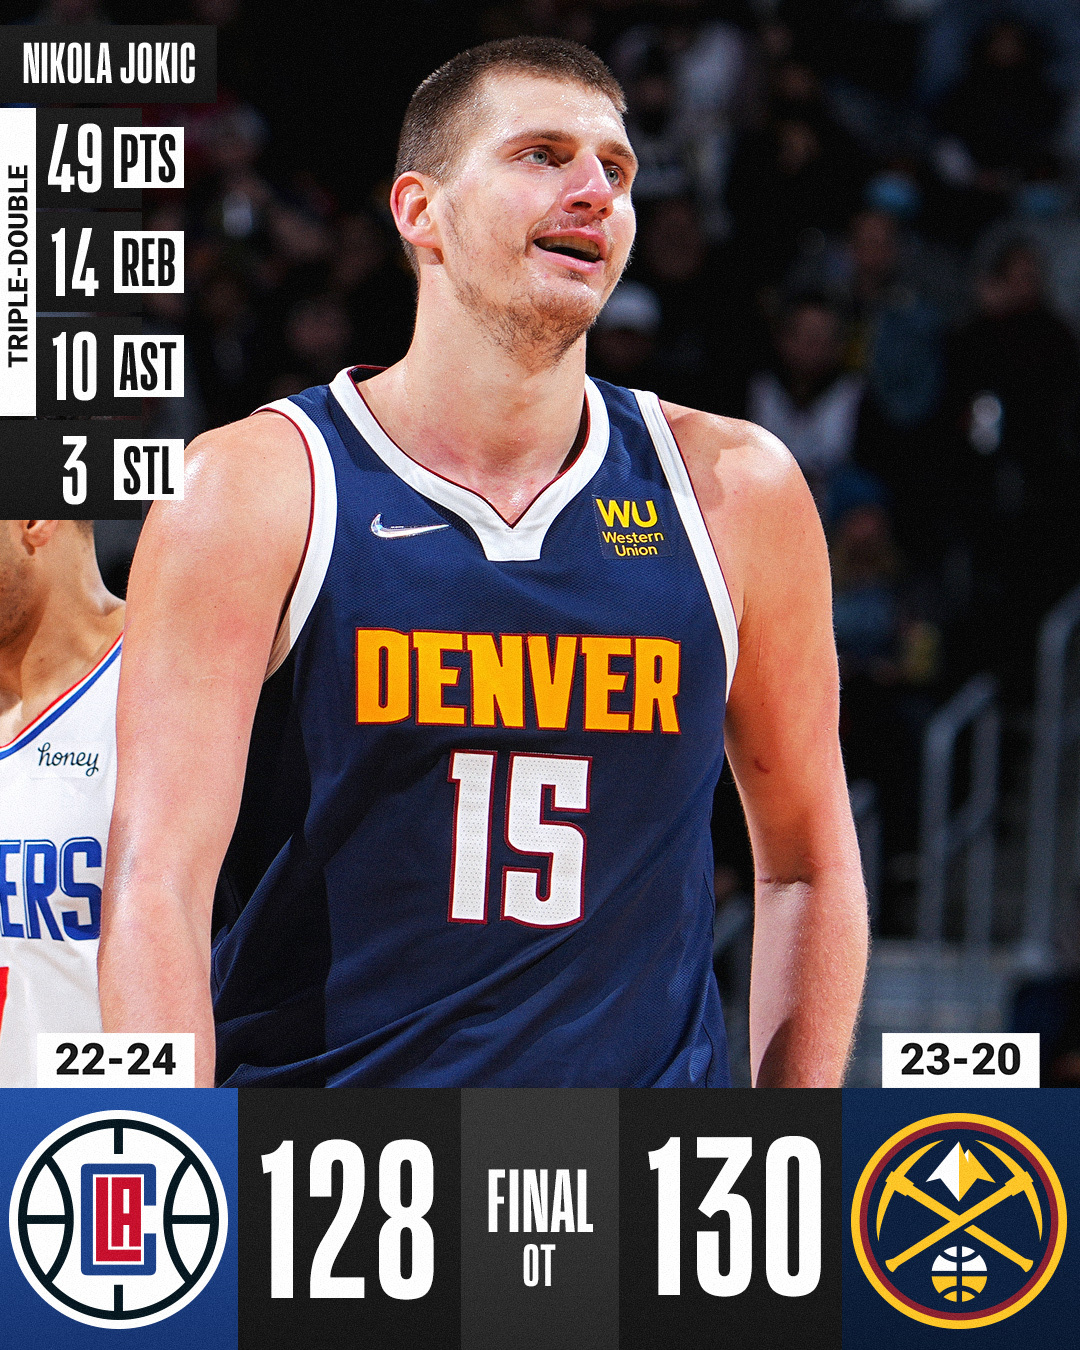 NIKOLA JOKIC
TRIPLE-DOUBLE
49 PTS
14 REB
10 AST
3 STL
WU
Western
Union
DENVER
15
honey
ERS
22-24
23-20
LA
128
FINAL
OT
130